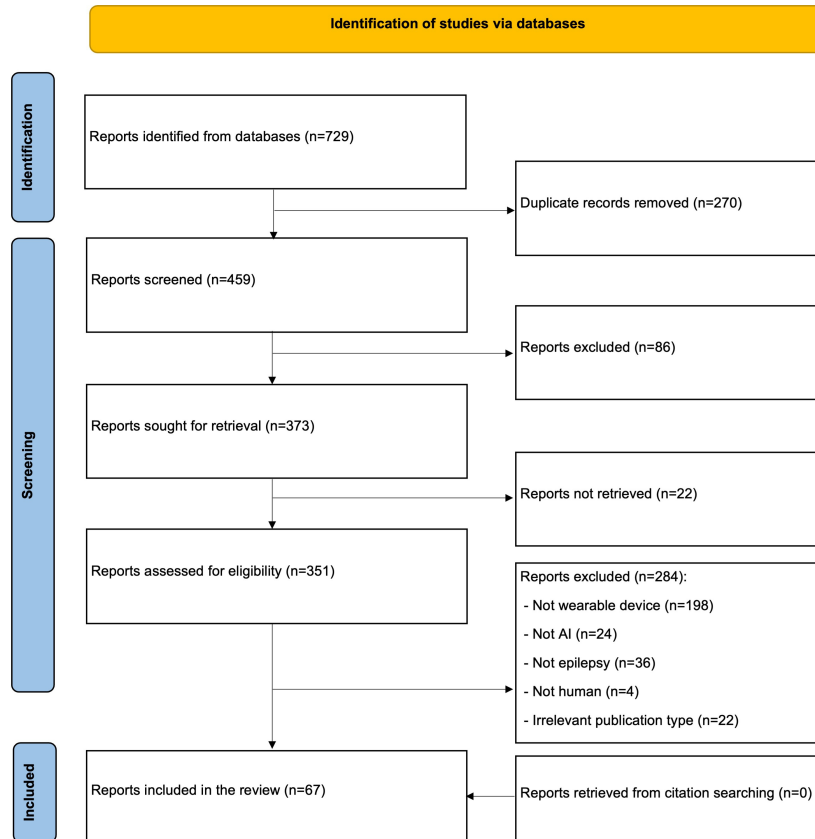 Identification of studies via databases
Identification
Reports identified from databases (n=729)
Duplicate records removed (n=270)
Screening
Reports screened (n=459)
Reports excluded (n=86)
Reports sought for retrieval (n=373)
Reports not retrieved (n=22)
Reports assessed for eligibility (n=351)
Reports excluded (n=284):
- Not wearable device (n=198)
- Not AI (n=24)
- Not epilepsy (n=36)
- Not human (n=4)
- Irrelevant publication type (n=22)
Included
Reports included in the review (n=67)
Reports retrieved from citation searching (n=0)